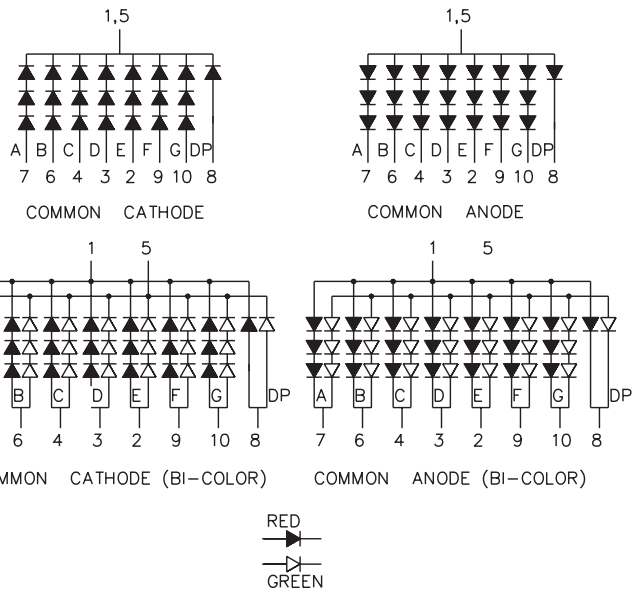 1,5
A B C D E F G DP
7 6 4 3 2 9 10 8
COMMON CATHODE
1,5
A B C D E F G DP
7 6 4 3 2 9 10 8
COMMON ANODE
1 5
B C D E F G DP
6 4 3 2 9 10 8
MMON CATHODE (BI-COLOR)
1 5
A B C D E F G DP
7 6 4 3 2 9 10 8
COMMON ANODE (BI-COLOR)
RED
GREEN